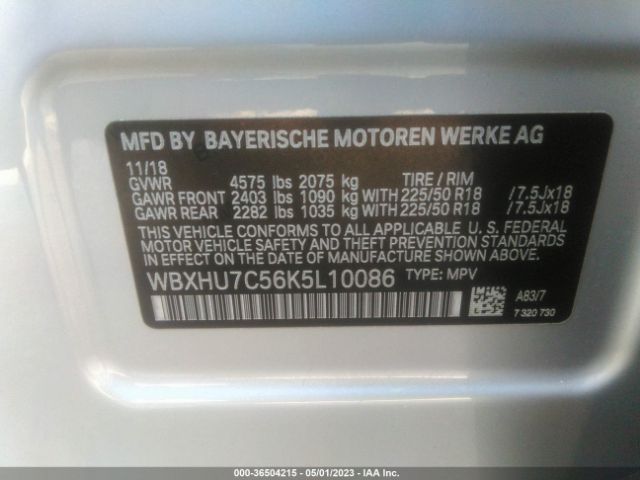 MFD BY BAYERISCHE MOTOREN WERKE AG
11/18
GVWR 4575 lbs 2075 kg TIRE / RIM
GAWR FRONT 2403 lbs 1090 kg WITH 225/50 R18 /7.5Jx18
GAWR REAR 2282 lbs 1035 kg WITH 225/50 R18 /7.5Jx18
THIS VEHICLE CONFORMS TO ALL APPLICABLE U. S. FEDERAL
MOTOR VEHICLE SAFETY AND THEFT PREVENTION STANDARDS
IN EFFECT ON THE DATE OF MANUFACTURE SHOWN ABOVE.
WBXHU7C56K5L10086 TYPE: MPV
A83/7
7 320 730
000-36504215 - 05/01/2023 - IAA Inc.